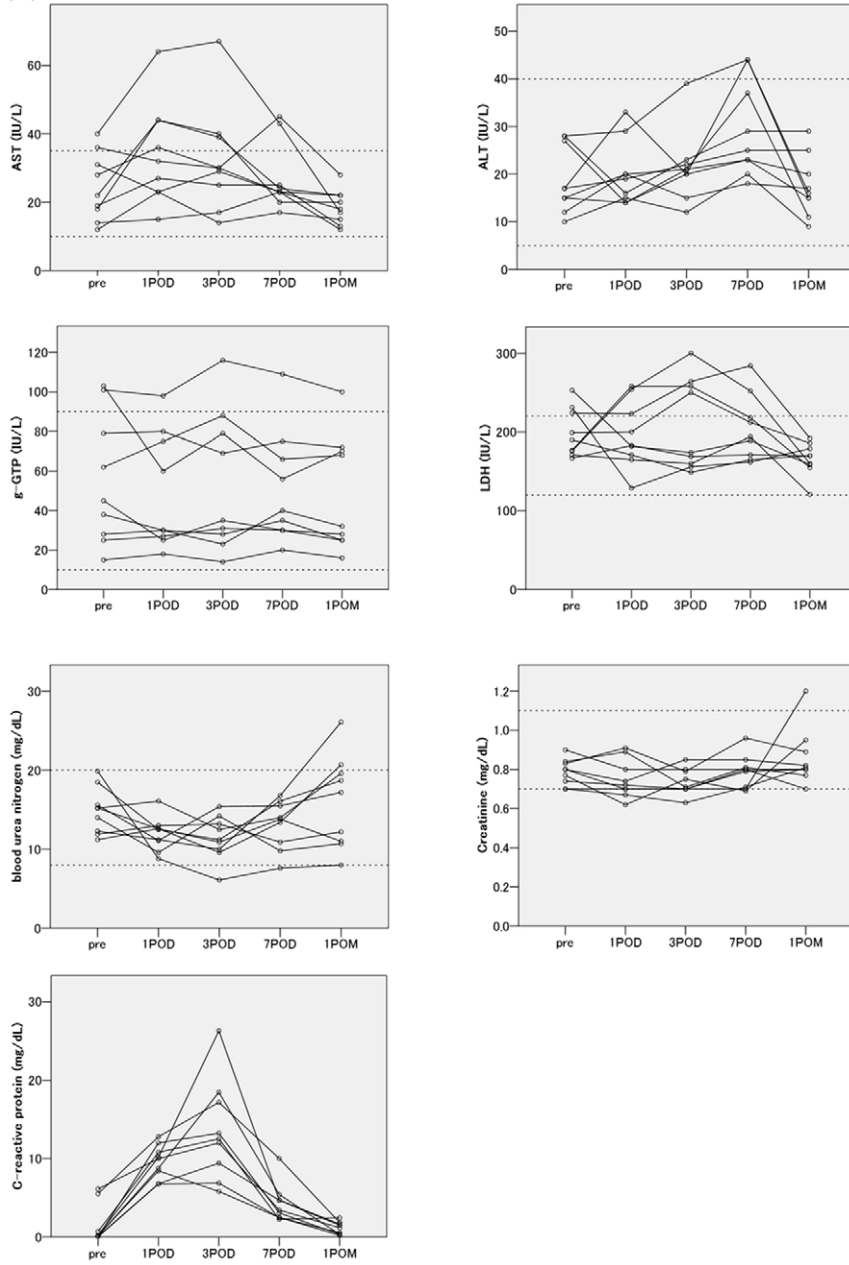 AST (IU/L)
60
40
20
0
pre 1POD 3POD 7POD 1POM
ALT (IU/L)
50
40
30
20
10
0
pre 1POD 3POD 7POD 1POM
g-GTP (IU/L)
120
100
80
60
40
20
0
pre 1POD 3POD 7POD 1POM
LDH (IU/L)
300
200
100
0
pre 1POD 3POD 7POD 1POM
blood urea nitrogen (mg/dL)
30
20
10
0
pre 1POD 3POD 7POD 1POM
Creatinine (mg/dL)
1.2
1.0
0.8
0.6
0.4
0.2
0.0
pre 1POD 3POD 7POD 1POM
C-reactive protein (mg/dL)
30
20
10
0
pre 1POD 3POD 7POD 1POM